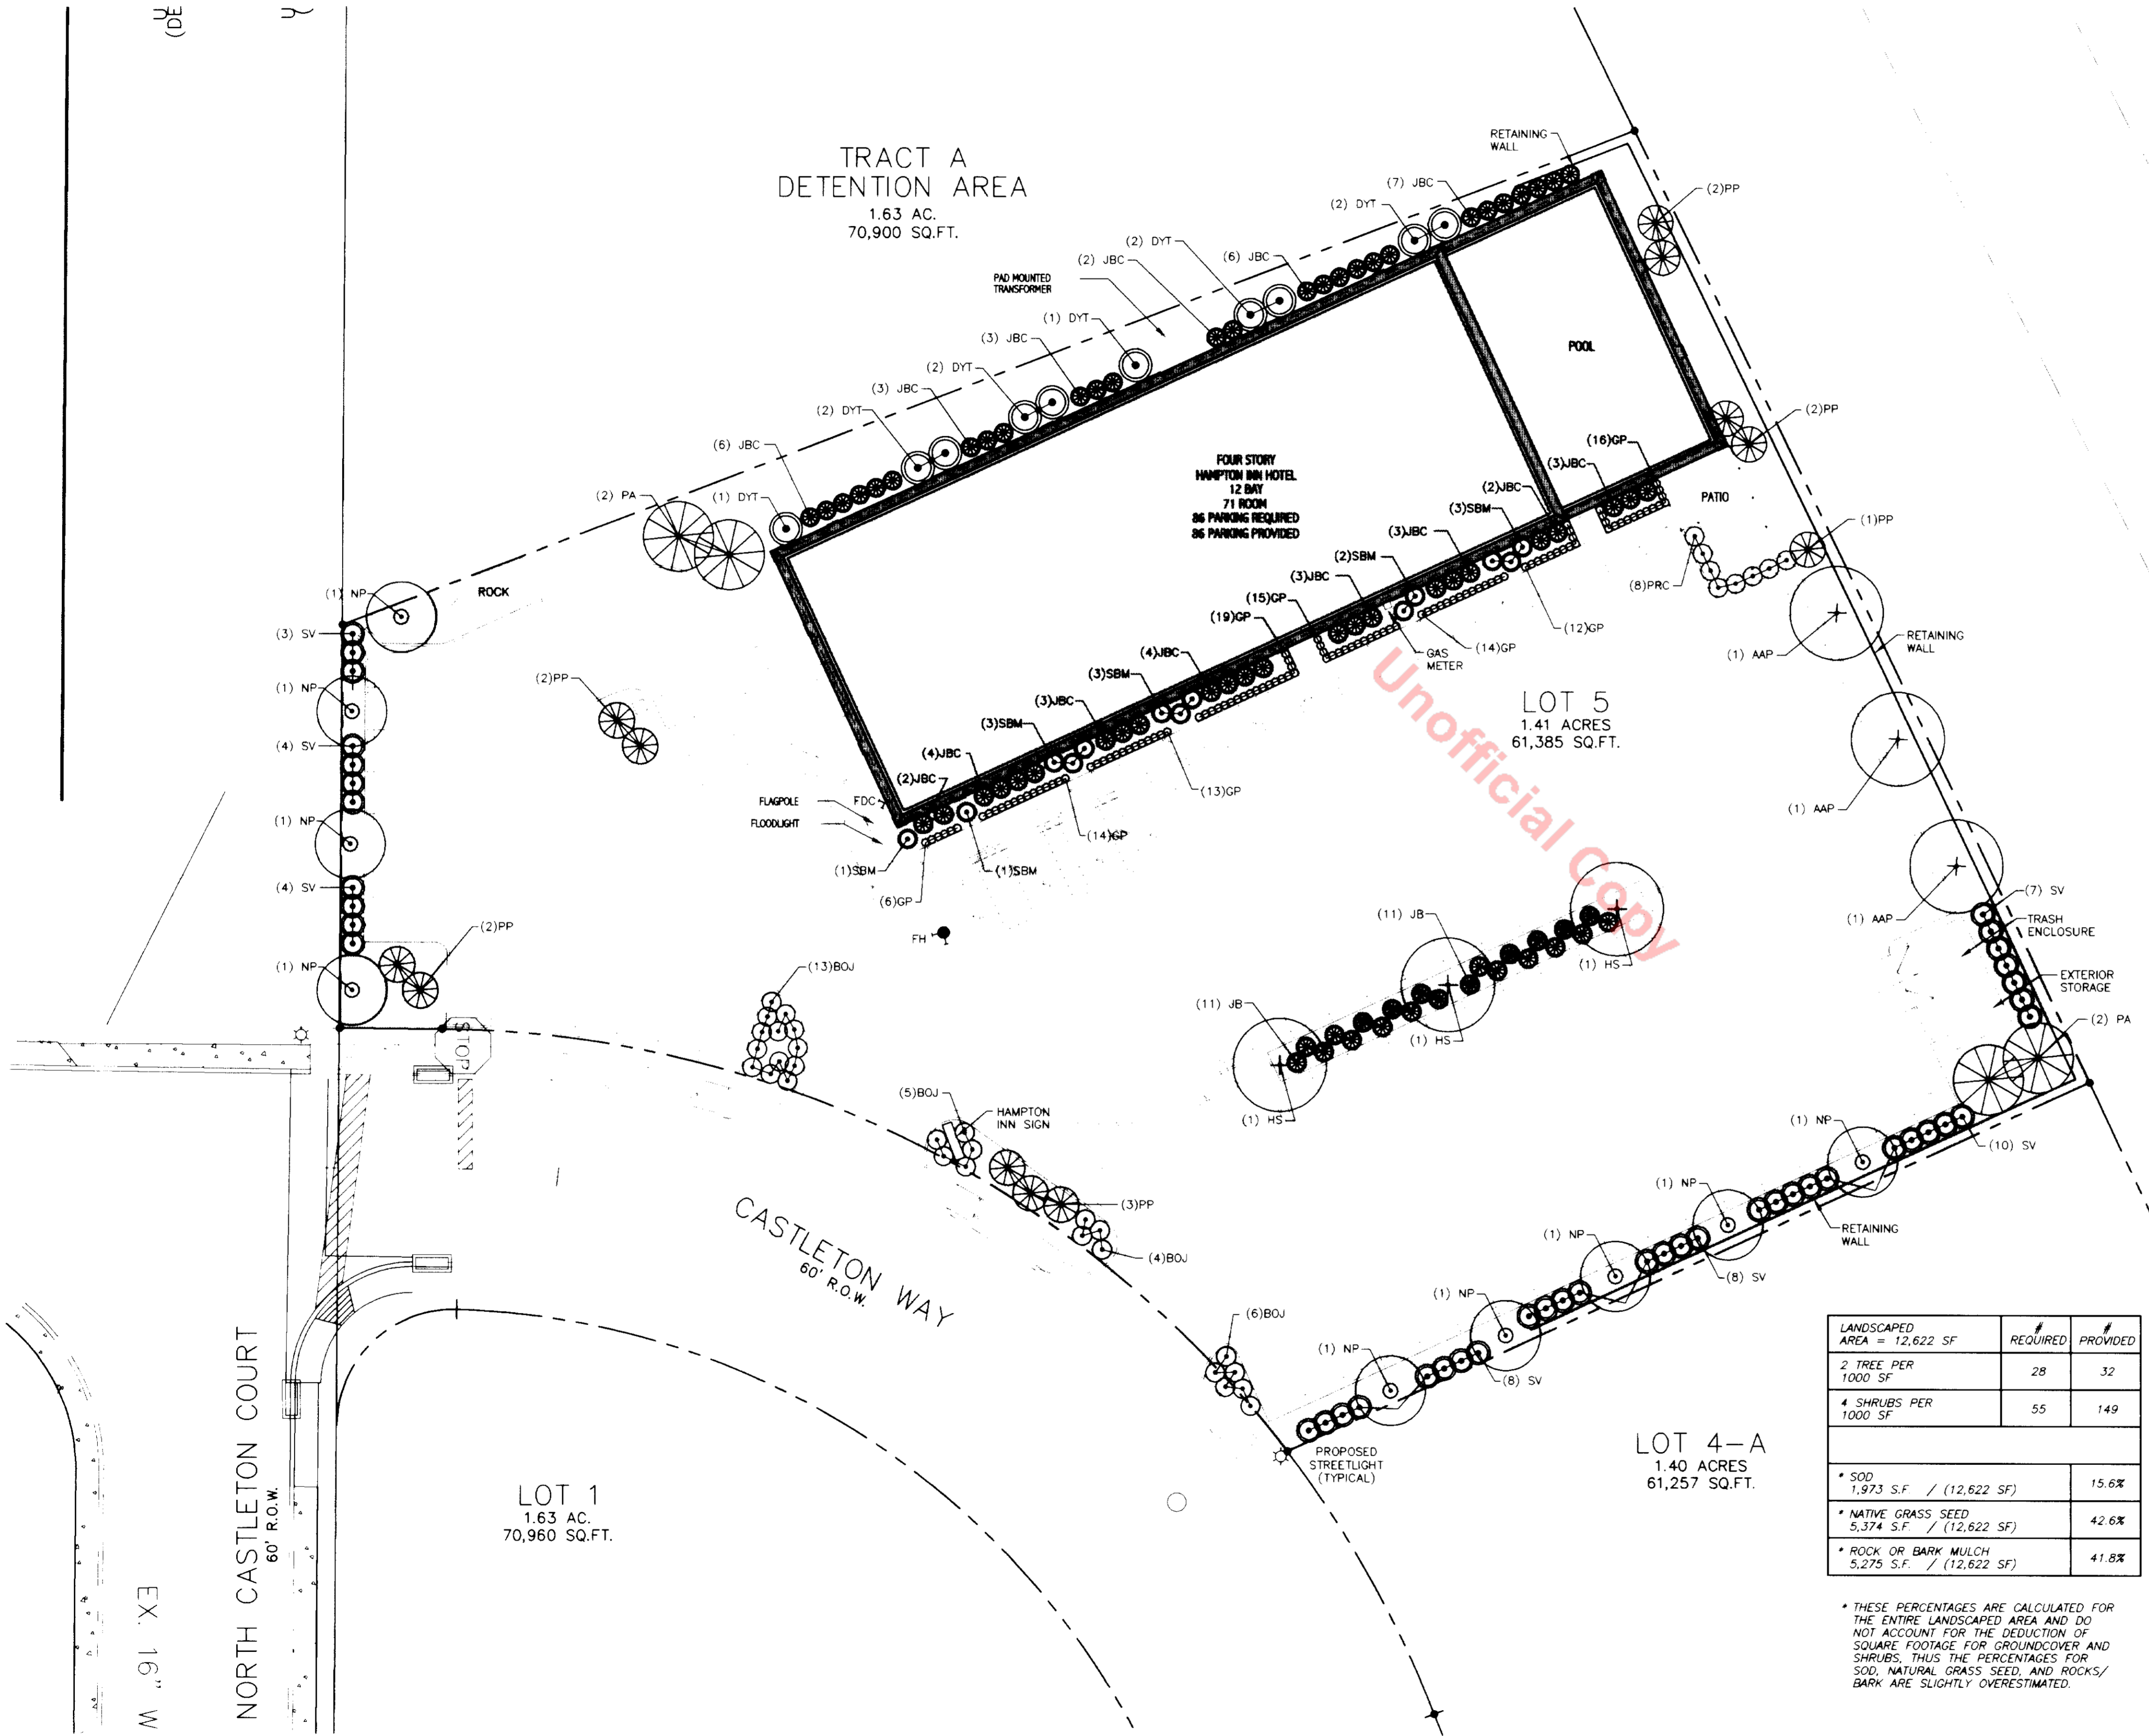 (DE
TRACT A
DETENTION AREA
1.63 AC.
70,900 SQ.FT.
RETAINING
WALL
(7) JBC
(2)PP
(2) DYT
(2) DYT
(6) JBC
(2) JBC
PAD MOUNTED
TRANSFORMER
(1) DYT
(3) JBC
(2) DYT
(3) JBC
(2) DYT
(6) JBC
(1) DYT
(2) PA
POOL
(2)PP
FOUR STORY
HAMPTON INN HOTEL
12 BAY
71 ROOM
86 PARKING REQUIRED
86 PARKING PROVIDED
(16)GP
(3)JBC
(2)JBC
(3)SBM
(3)JBC
(2)SBM
(3)JBC
(15)GP
(19)GP
(4)JBC
(3)SBM
(3)JBC
(3)SBM
(4)JBC
(2)JBC
PATIO
(1)PP
(8)PRC
(12)GP
(14)GP
GAS
METER
(1) AAP
RETAINING
WALL
(1) NP
ROCK
(3) SV
(1) NP
(2)PP
(4) SV
(1) NP
(4) SV
(2)PP
(1) NP
LOT 5
1.41 ACRES
61,385 SQ.FT.
Unofficial Copy
(13)GP
(14)GP
FLAGPOLE
FDC
FLOODLIGHT
(1)SBM
(1)SBM
(6)GP
FH
(1) AAP
(1) AAP
(7) SV
TRASH
ENCLOSURE
EXTERIOR
STORAGE
(2) PA
(11) JB
(1) HS
(11) JB
(1) HS
(1) HS
(13)BOJ
STOP
(5)BOJ
HAMPTON
INN SIGN
(3)PP
(4)BOJ
CASTLETON WAY
60' R.O.W.
(6)BOJ
(1) NP
(10) SV
(1) NP
RETAINING
WALL
(1) NP
(8) SV
(1) NP
(1) NP
(8) SV
PROPOSED
STREETLIGHT
(TYPICAL)
LOT 4-A
1.40 ACRES
61,257 SQ.FT.
LOT 1
1.63 AC.
70,960 SQ.FT.
NORTH CASTLETON COURT
60' R.O.W.
EX. 16" W
LANDSCAPED
AREA = 12,622 SF
#
REQUIRED
#
PROVIDED
2 TREE PER
1000 SF
28
32
4 SHRUBS PER
1000 SF
55
149
* SOD
1,973 S.F. / (12,622 SF)
15.6%
* NATIVE GRASS SEED
5,374 S.F. / (12,622 SF)
42.6%
* ROCK OR BARK MULCH
5,275 S.F. / (12,622 SF)
41.8%
* THESE PERCENTAGES ARE CALCULATED FOR
THE ENTIRE LANDSCAPED AREA AND DO
NOT ACCOUNT FOR THE DEDUCTION OF
SQUARE FOOTAGE FOR GROUNDCOVER AND
SHRUBS, THUS THE PERCENTAGES FOR
SOD, NATURAL GRASS SEED, AND ROCKS/
BARK ARE SLIGHTLY OVERESTIMATED.